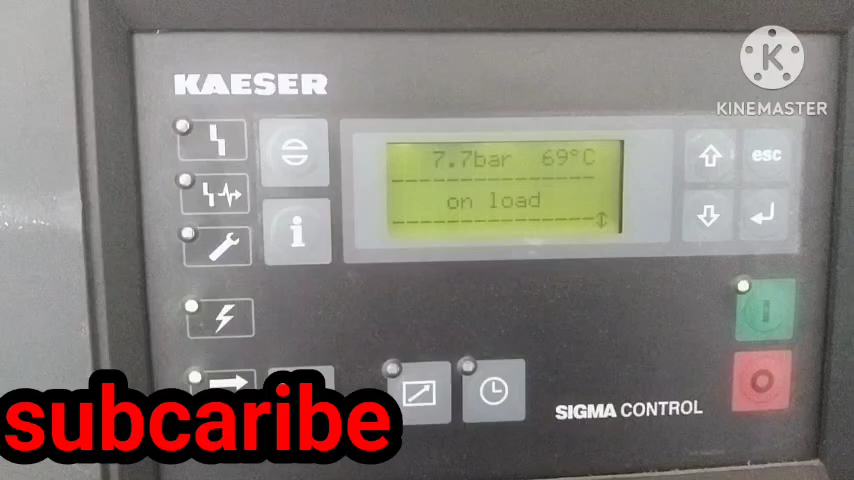 KAESER
KINEMASTER
7.7bar 69°C
on load
esc
subcaribe
SIGMA CONTROL